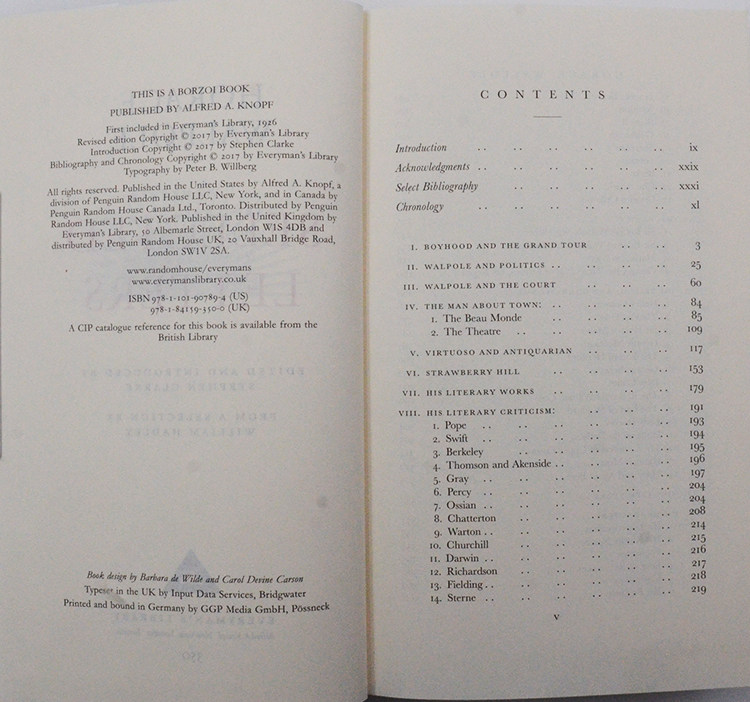 THIS IS A BORZOI BOOK
PUBLISHED BY ALFRED A. KNOPF
First included in Everyman's Library, 1926
Revised edition Copyright © 2017 by Everyman's Library
Introduction Copyright © 2017 by Stephen Clarke
Bibliography and Chronology Copyright © 2017 by Everyman's Library
Typography by Peter B. Willberg
All rights reserved. Published in the United States by Alfred A. Knopf, a
division of Penguin Random House LLC, New York, and in Canada by
Penguin Random House Canada Ltd., Toronto. Distributed by Penguin
Random House LLC, New York. Published in the United Kingdom by
Everyman's Library, 50 Albemarle Street, London W1S 4DB and
distributed by Penguin Random House UK, 20 Vauxhall Bridge Road,
London SW1V 2SA.
www.randomhouse/everymans
www.everymanslibrary.co.uk
ISBN 978-1-101-90789-4 (US)
978-1-84159-350-0 (UK)
A CIP catalogue reference for this book is available from the
British Library
Book design by Barbara de Wilde and Carol Devine Carson
Typeset in the UK by Input Data Services, Bridgwater
Printed and bound in Germany by GGP Media GmbH, Pössneck
CONTENTS
Introduction .. .. .. .. .. ix
Acknowledgments .. .. .. .. .. xxix
Select Bibliography .. .. .. .. xxxi
Chronology .. .. .. .. .. xl
I. BOYHOOD AND THE GRAND TOUR .. .. 3
II. WALPOLE AND POLITICS .. .. .. .. 25
III. WALPOLE AND THE COURT .. .. .. 60
IV. THE MAN ABOUT TOWN: .. .. .. 84
1. The Beau Monde .. .. .. .. 85
2. The Theatre .. .. .. .. 109
V. VIRTUOSO AND ANTIQUARIAN .. .. .. 117
VI. STRAWBERRY HILL .. .. .. .. 153
VII. HIS LITERARY WORKS .. .. .. .. 179
VIII. HIS LITERARY CRITICISM: .. .. .. 191
1. Pope .. .. .. .. .. .. 193
2. Swift .. .. .. .. .. .. 194
3. Berkeley .. .. .. .. .. 195
4. Thomson and Akenside .. .. .. .. 196
5. Gray .. .. .. .. .. .. 197
6. Percy .. .. .. .. .. .. 204
7. Ossian .. .. .. .. .. .. 204
8. Chatterton .. .. .. .. .. 208
9. Warton .. .. .. .. .. .. 214
10. Churchill .. .. .. .. .. 215
11. Darwin .. .. .. .. .. .. 216
12. Richardson .. .. .. .. .. 217
13. Fielding .. .. .. .. .. .. 218
14. Sterne .. .. .. .. .. .. 219
v